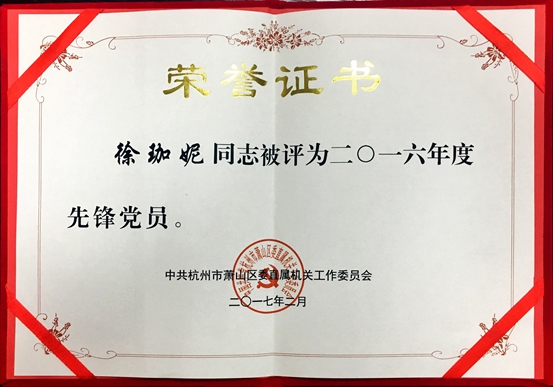 荣誉证书
徐珈妮同志被评为二〇一六年度
先锋党员。
中共杭州市萧山区委直属机关工作委员会
二〇一七年二月